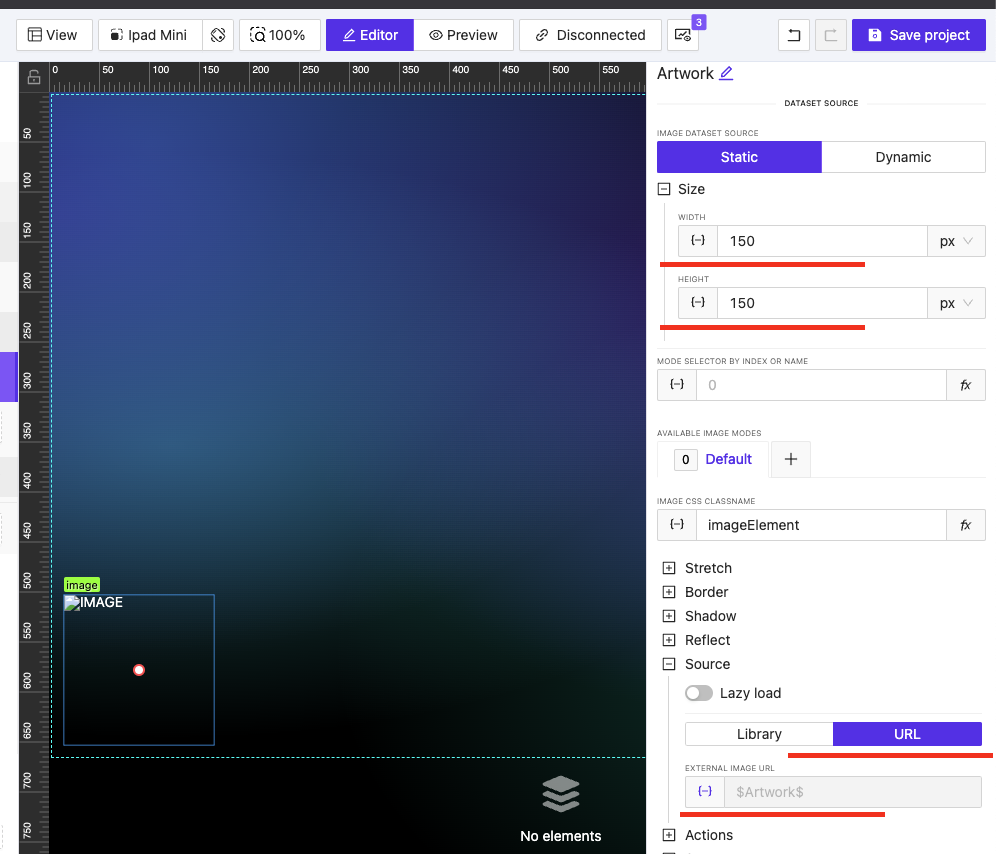 View
Ipad Mini
100%
Editor
Preview
Disconnected
3
Save project
0 50 100 150 200 250 300 350 400 450 500 550
50
100
150
200
250
300
350
400
450
500
550
600
650
700
750
image
IMAGE
No elements
Artwork
DATASET SOURCE
IMAGE DATASET SOURCE
Static Dynamic
Size
WIDTH
{-} 150 px
HEIGHT
{-} 150 px
MODE SELECTOR BY INDEX OR NAME
{-} 0 fx
AVAILABLE IMAGE MODES
0 Default +
IMAGE CSS CLASSNAME
{-} imageElement fx
Stretch
Border
Shadow
Reflect
Source
Lazy load
Library URL
EXTERNAL IMAGE URL
{-} $Artwork$
Actions